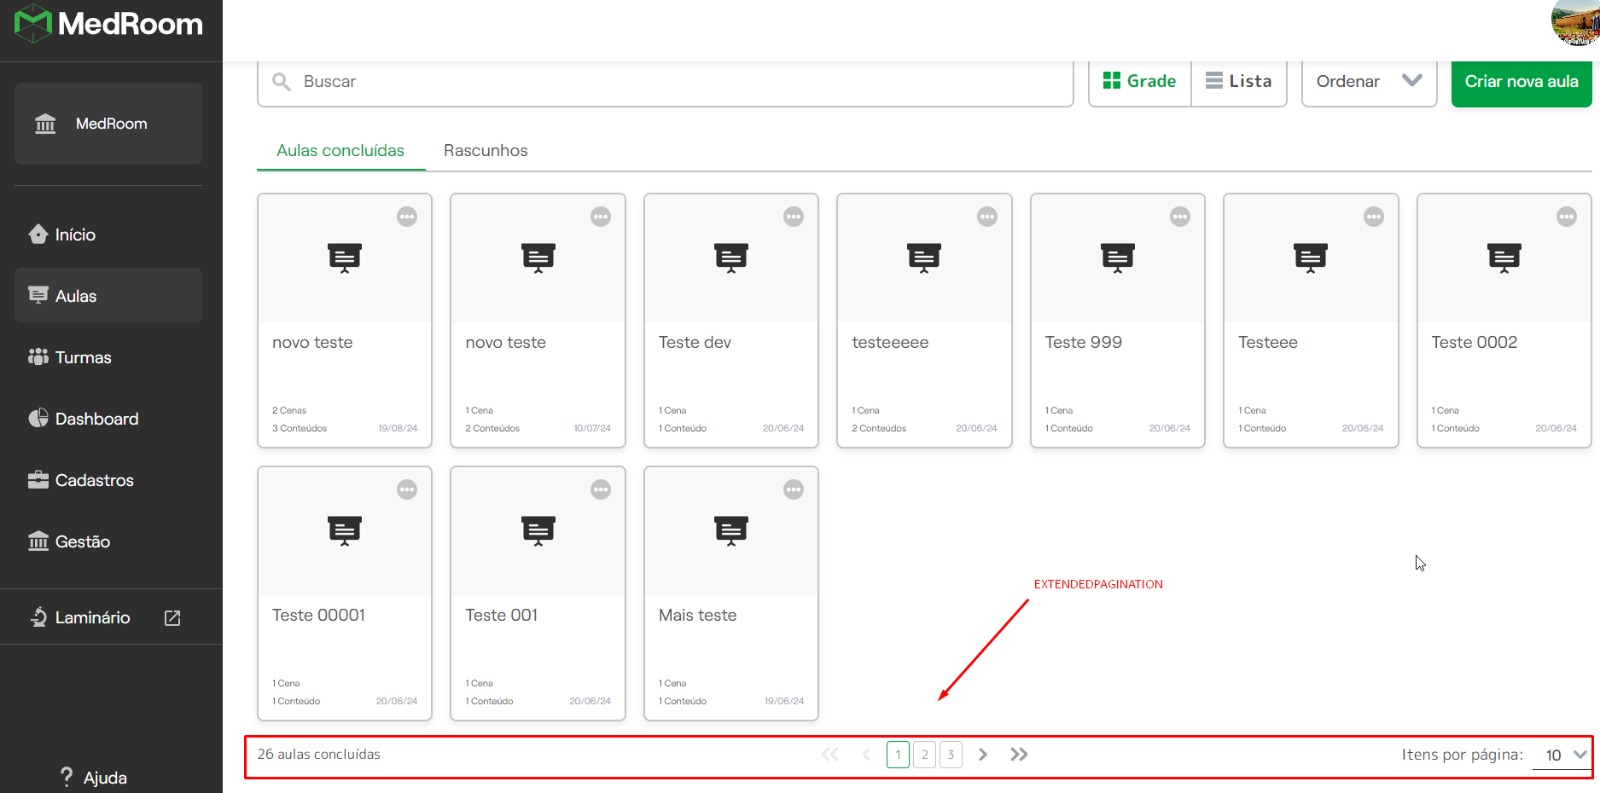 MedRoom
MedRoom
Início
Aulas
Turmas
Dashboard
Cadastros
Gestão
Laminário
? Ajuda
Buscar
Grade
Lista
Ordenar
Criar nova aula
Aulas concluídas
Rascunhos
novo teste
2 Cenas
3 Conteúdos 19/08/24
novo teste
1 Cena
2 Conteúdos 10/07/24
Teste dev
1 Cena
1 Conteúdo 20/06/24
testeeeee
1 Cena
2 Conteúdos 20/06/24
Teste 999
1 Cena
1 Conteúdo 20/06/24
Testeee
1 Cena
1 Conteúdo 20/06/24
Teste 0002
1 Cena
1 Conteúdo 20/06/24
Teste 00001
1 Cena
1 Conteúdo 20/06/24
Teste 001
1 Cena
1 Conteúdo 20/06/24
Mais teste
1 Cena
1 Conteúdo 19/06/24
EXTENDEDPAGINATION
26 aulas concluídas
1 2 3
Itens por página: 10